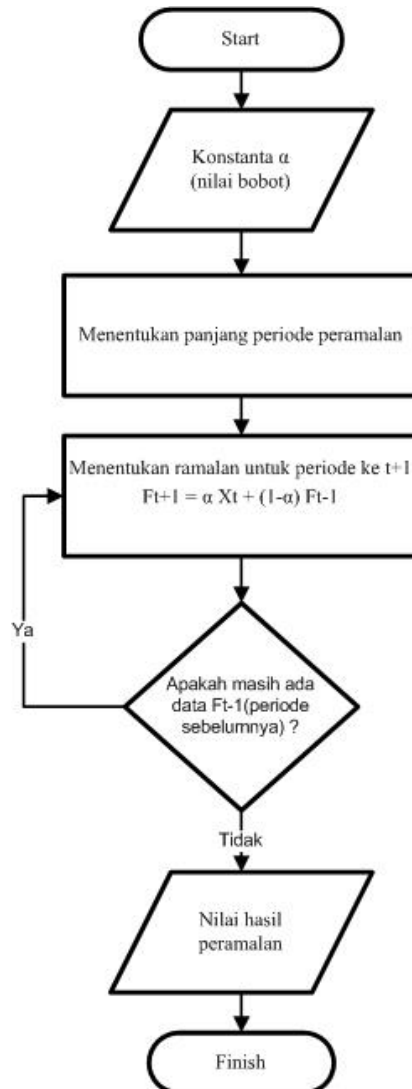 Start
Konstanta α
(nilai bobot)
Menentukan panjang periode peramalan
Menentukan ramalan untuk periode ke t+1
Ft+1 = α Xt + (1-α) Ft-1
Ya
Apakah masih ada
data Ft-1(periode
sebelumnya) ?
Tidak
Nilai hasil
peramalan
Finish